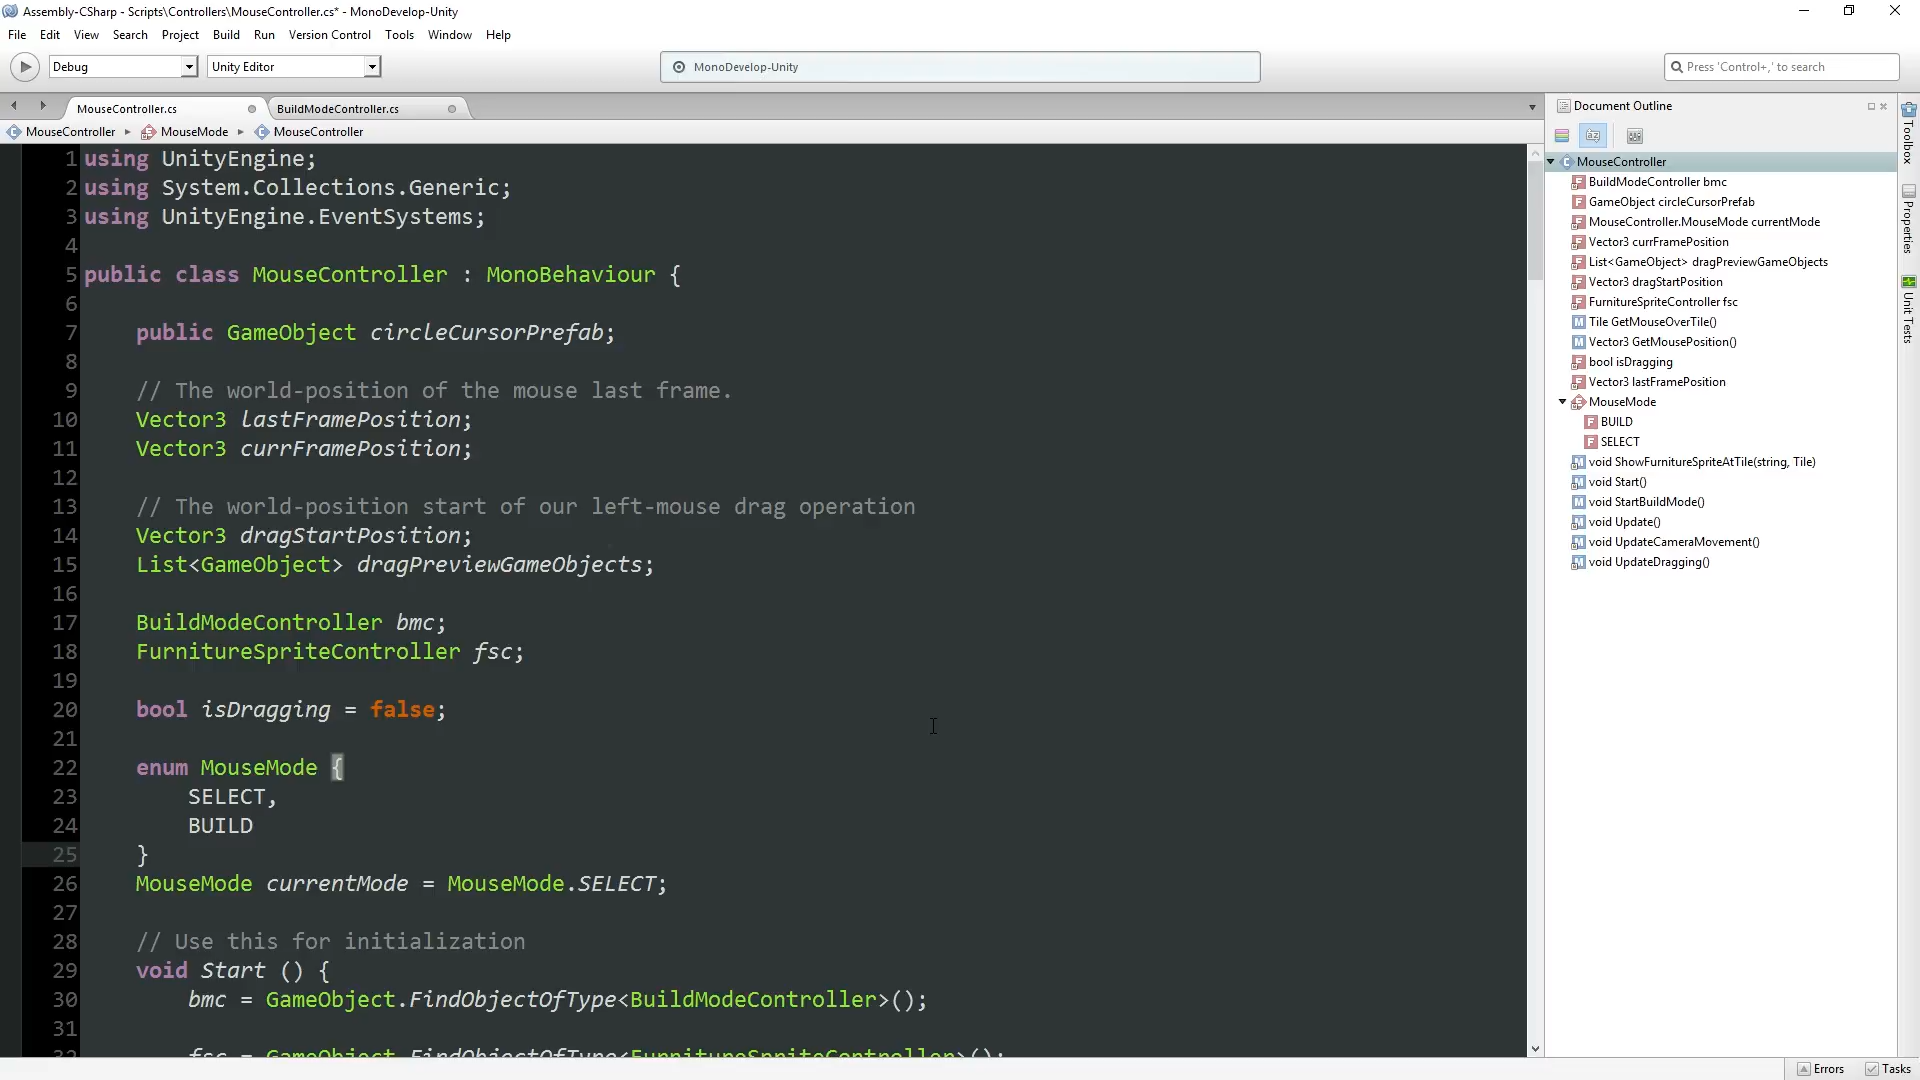 Assembly-CSharp - Scripts\Controllers\MouseController.cs* - MonoDevelop-Unity
File Edit View Search Project Build Run Version Control Tools Window Help
Debug Unity Editor MonoDevelop-Unity Press 'Control+,' to search
MouseController.cs BuildModeController.cs
MouseController MouseMode MouseController
1 using UnityEngine;
2 using System.Collections.Generic;
3 using UnityEngine.EventSystems;
4
5 public class MouseController : MonoBehaviour {
6
7 public GameObject circleCursorPrefab;
8
9 // The world-position of the mouse last frame.
10 Vector3 lastFramePosition;
11 Vector3 currFramePosition;
12
13 // The world-position start of our left-mouse drag operation
14 Vector3 dragStartPosition;
15 List<GameObject> dragPreviewGameObjects;
16
17 BuildModeController bmc;
18 FurnitureSpriteController fsc;
19
20 bool isDragging = false;
21
22 enum MouseMode {
23 SELECT,
24 BUILD
25 }
26 MouseMode currentMode = MouseMode.SELECT;
27
28 // Use this for initialization
29 void Start () {
30 bmc = GameObject.FindObjectOfType<BuildModeController>();
31
32 fsc = GameObject.FindObjectOfType<FurnitureSpriteController>();
Document Outline
MouseController
BuildModeController bmc
GameObject circleCursorPrefab
MouseController.MouseMode currentMode
Vector3 currFramePosition
List<GameObject> dragPreviewGameObjects
Vector3 dragStartPosition
FurnitureSpriteController fsc
Tile GetMouseOverTile()
Vector3 GetMousePosition()
bool isDragging
Vector3 lastFramePosition
MouseMode
BUILD
SELECT
void ShowFurnitureSpriteAtTile(string, Tile)
void Start()
void StartBuildMode()
void Update()
void UpdateCameraMovement()
void UpdateDragging()
Toolbox
Properties
Unit Tests
Errors Tasks